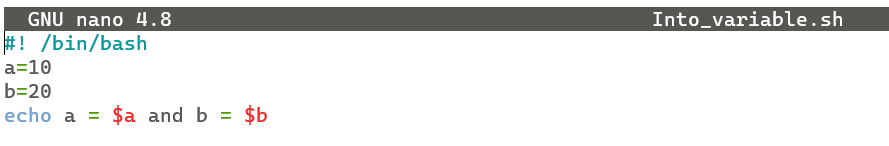 GNU nano 4.8 Into_variable.sh
#! /bin/bash
a=10
b=20
echo a = $a and b = $b